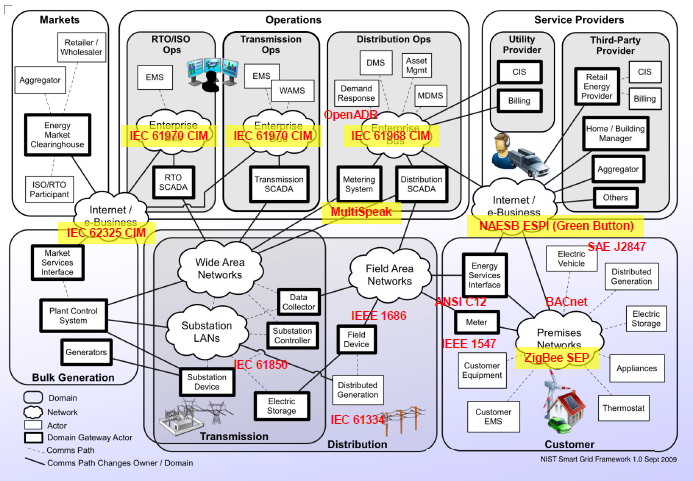 Markets
Retailer /
Wholesaler
Aggregator
Energy
Market
Clearinghouse
ISO/RTO
Participant
Operations
RTO/ISO
Ops
EMS
Enterprise
IEC 61970 CIM
RTO
SCADA
Transmission
Ops
EMS
WAMS
Enterprise
IEC 61970 CIM
Transmission
SCADA
Distribution Ops
DMS
Asset
Mgmt
Demand
Response
MDMS
OpenADR
Enterprise
IEC 61968 CIM
Bus
Metering
System
Distribution
SCADA
MultiSpeak
Service Providers
Utility
Provider
CIS
Billing
Third-Party
Provider
Retail
Energy
Provider
CIS
Billing
Home / Building
Manager
Aggregator
Others
Internet /
e-Business
IEC 62325 CIM
Internet /
e-Business
NAESB ESPI (Green Button)
Market
Services
Interface
Plant Control
System
Generators
Bulk Generation
Wide Area
Networks
Substation
LANs
Data
Collector
Substation
Controller
IEC 61850
Substation
Device
Electric
Storage
Transmission
Field Area
Networks
IEEE 1686
Field
Device
Distributed
Generation
IEC 61334
Distribution
Energy
Services
Interface
ANSI C12
Meter
IEEE 1547
SAE J2847
Electric
Vehicle
Distributed
Generation
BACnet
Electric
Storage
Premises
Networks
ZigBee SEP
Customer
Equipment
Appliances
Customer
EMS
Thermostat
Customer
Domain
Network
Actor
Domain Gateway Actor
Comms Path
Comms Path Changes Owner / Domain
NIST Smart Grid Framework 1.0 Sept 2009